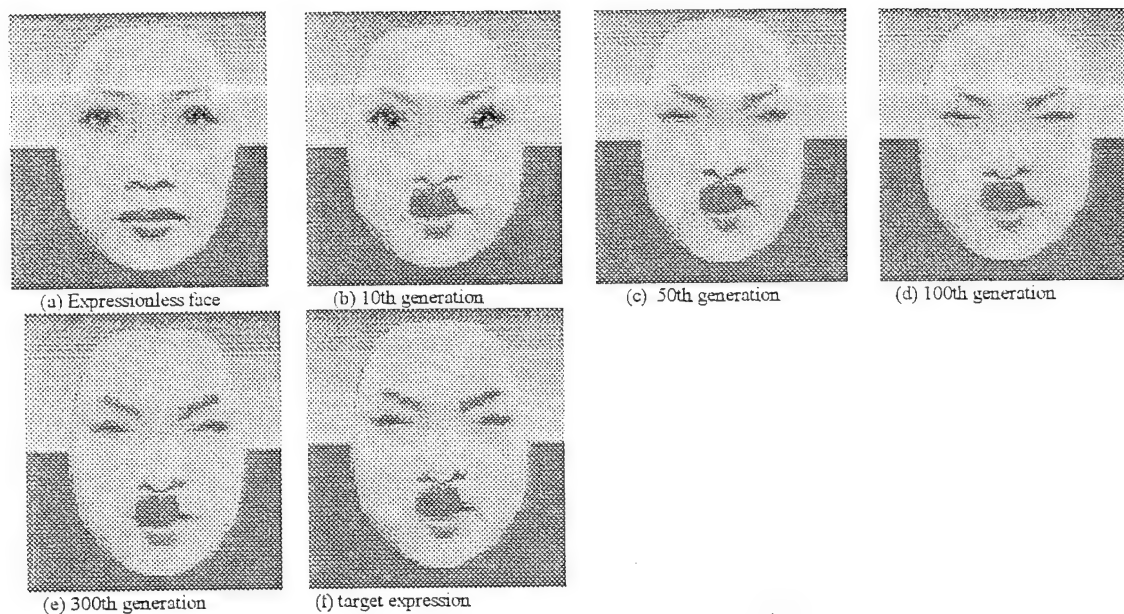 (a) Expressionless face
(b) 10th generation
(c) 50th generation
(d) 100th generation
(e) 300th generation
(f) target expression